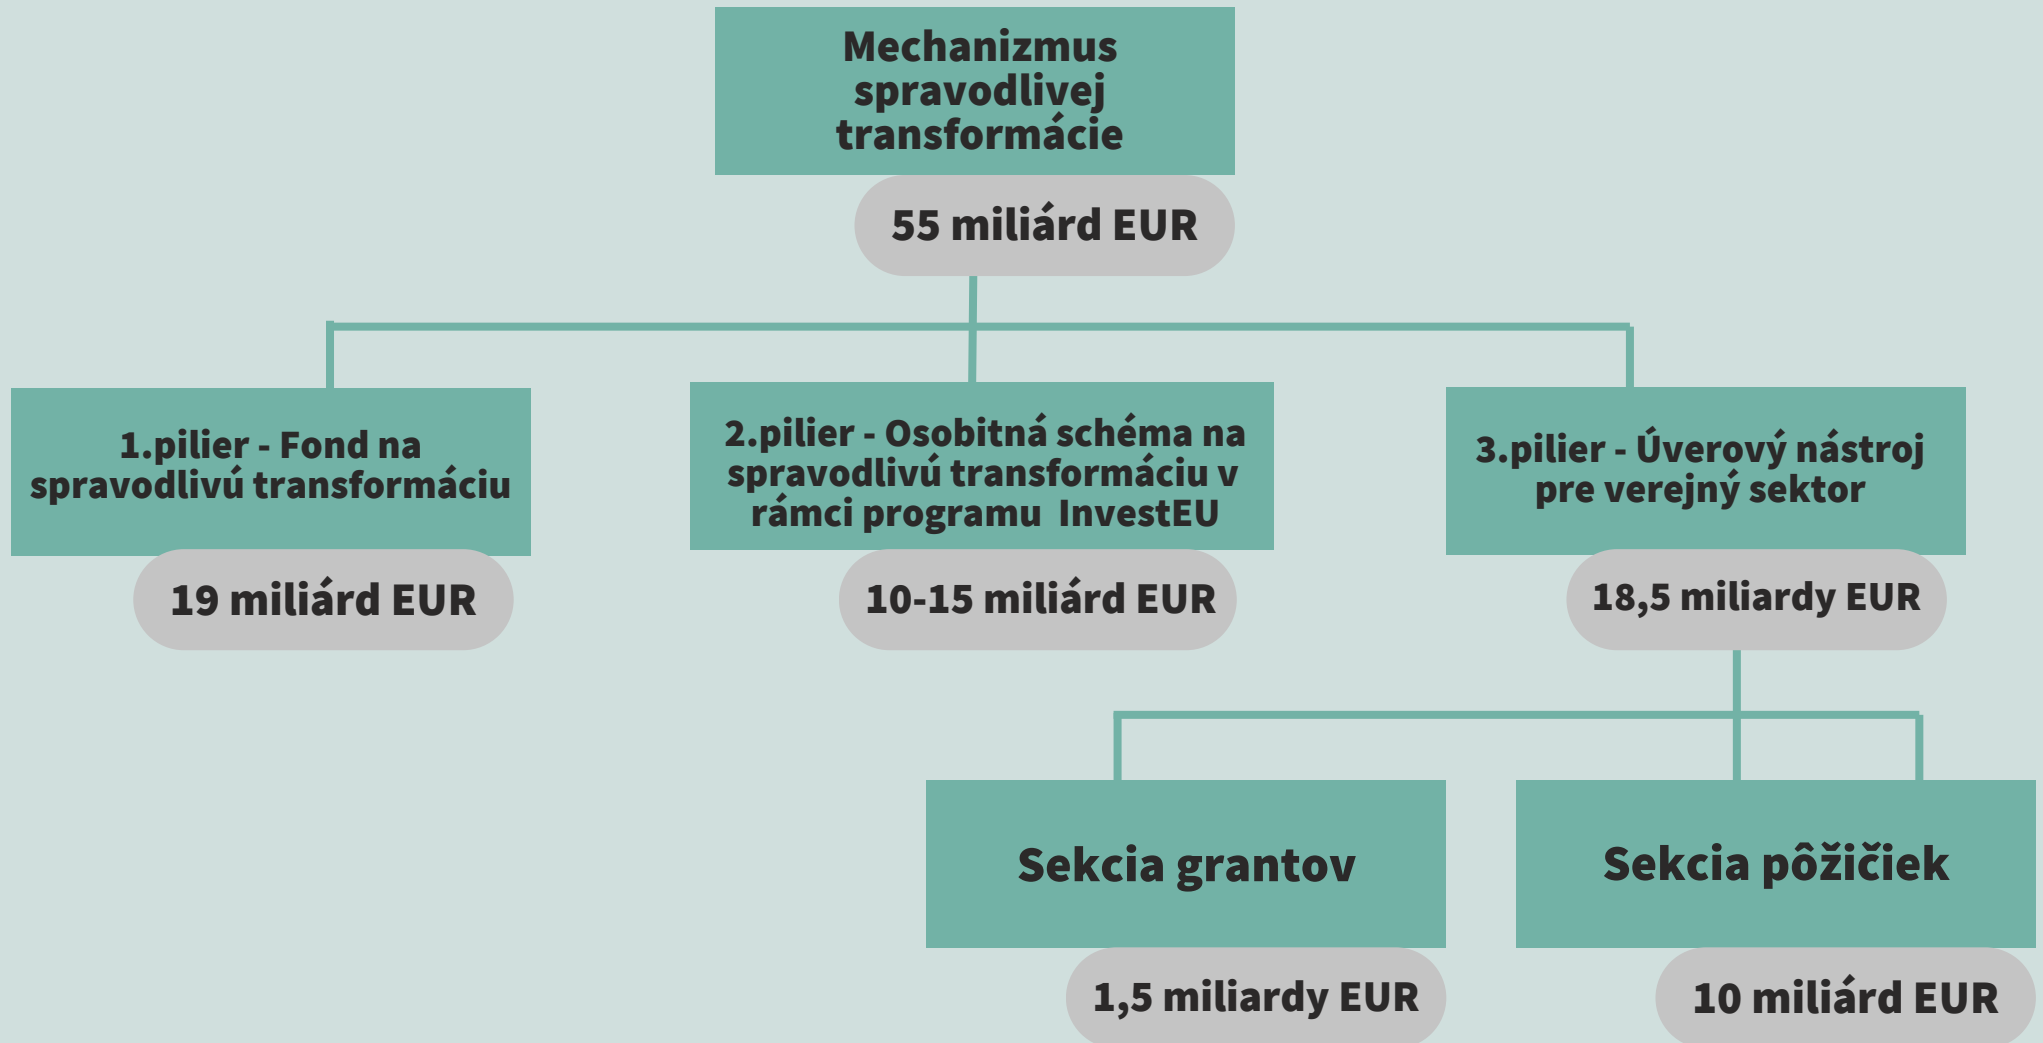 Mechanizmus
spravodlivej
transformácie
55 miliárd EUR
1.pilier - Fond na
spravodlivú transformáciu
19 miliárd EUR
2.pilier - Osobitná schéma na
spravodlivú transformáciu v
rámci programu InvestEU
10-15 miliárd EUR
3.pilier - Úverový nástroj
pre verejný sektor
18,5 miliardy EUR
Sekcia grantov
1,5 miliardy EUR
Sekcia pôžičiek
10 miliárd EUR